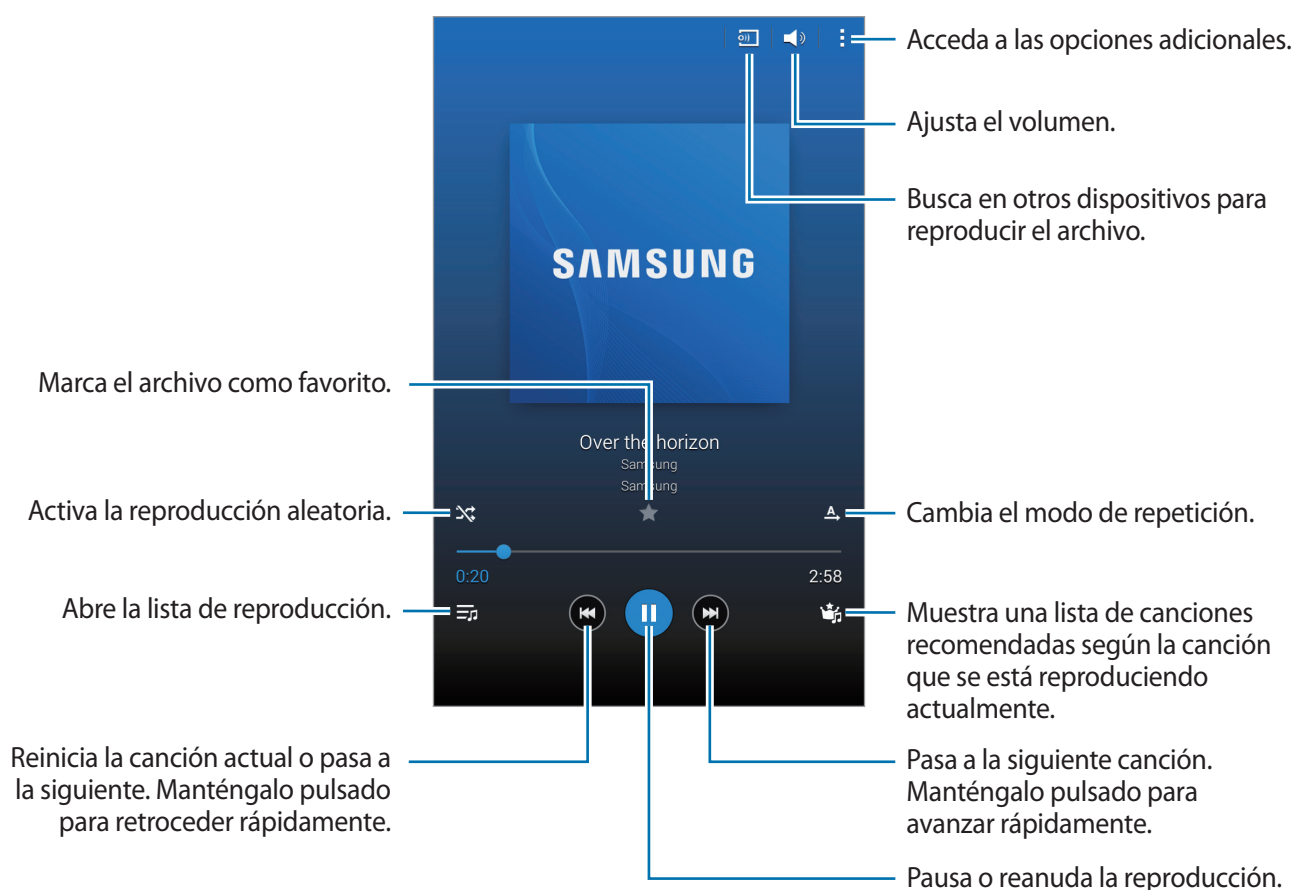 Acceda a las opciones adicionales.
Ajusta el volumen.
Busca en otros dispositivos para
reproducir el archivo.
SAMSUNG
Marca el archivo como favorito.
Over the horizon
Samsung
Samsung
Activa la reproducción aleatoria.
A
Cambia el modo de repetición.
0:20
2:58
Abre la lista de reproducción.
Muestra una lista de canciones
recomendadas según la canción
que se está reproduciendo
actualmente.
Reinicia la canción actual o pasa a
la siguiente. Manténgalo pulsado
para retroceder rápidamente.
Pasa a la siguiente canción.
Manténgalo pulsado para
avanzar rápidamente.
Pausa o reanuda la reproducción.